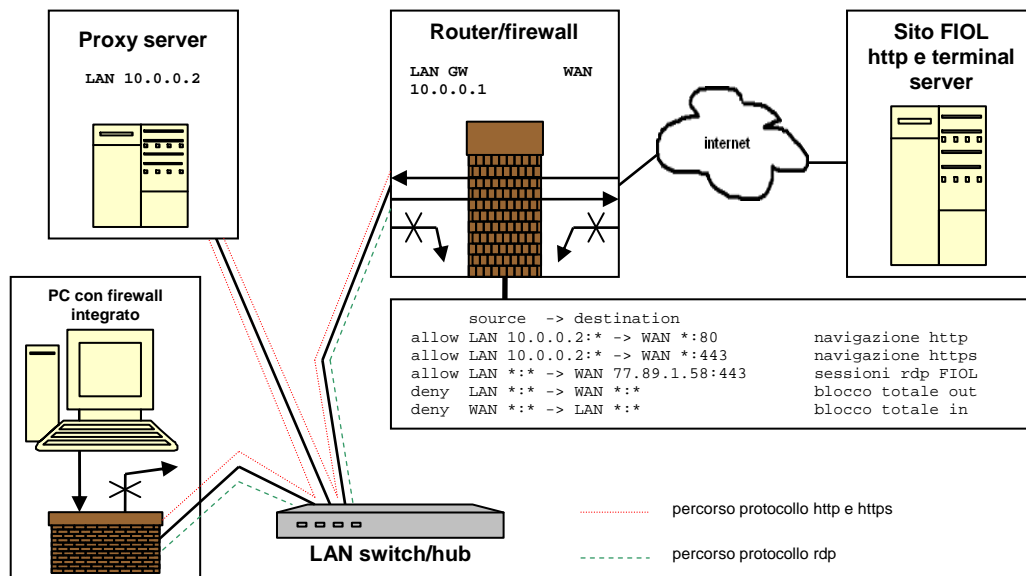 Proxy server
LAN 10.0.0.2
Router/firewall
LAN GW WAN
10.0.0.1
internet
Sito FIOL
http e terminal
server
PC con firewall
integrato
source -> destination
allow LAN 10.0.0.2:* -> WAN *:80 navigazione http
allow LAN 10.0.0.2:* -> WAN *:443 navigazione https
allow LAN *:* -> WAN 77.89.1.58:443 sessioni rdp FIOL
deny LAN *:* -> WAN *:* blocco totale out
deny WAN *:* -> LAN *:* blocco totale in
LAN switch/hub
percorso protocollo http e https
percorso protocollo rdp